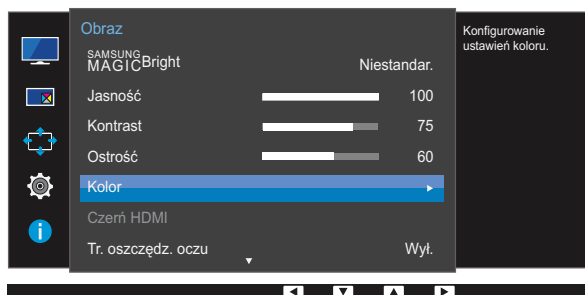 Obraz
SAMSUNG
MAGICBright Niestandar.
Jasność 100
Kontrast 75
Ostrość 60
Kolor
Czerń HDMI
Tr. oszczędz. oczu Wył.
Konfigurowanie
ustawień koloru.